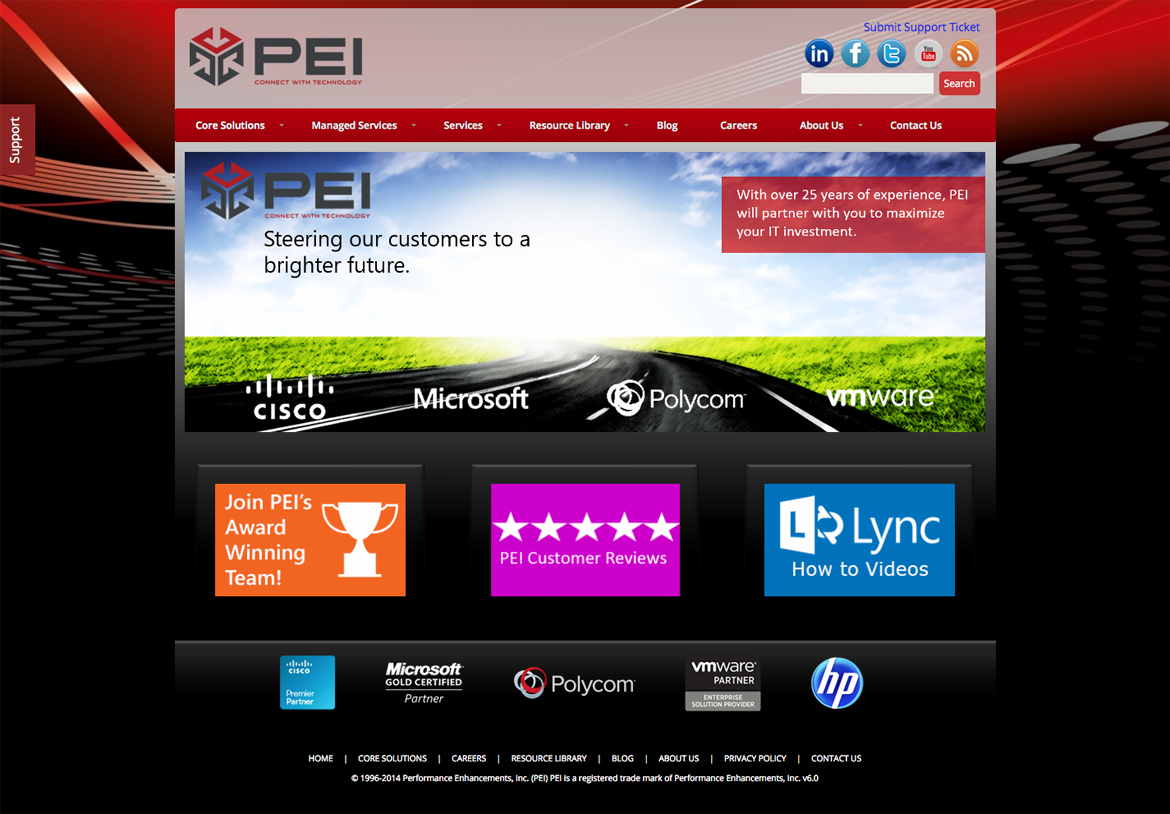 Submit Support Ticket
PEI
CONNECT WITH TECHNOLOGY
in
f
t
You
Tube
Search
Support
Core Solutions
Managed Services
Services
Resource Library
Blog
Careers
About Us
Contact Us
PEI
CONNECT WITH TECHNOLOGY
Steering our customers to a
brighter future.
With over 25 years of experience, PEI
will partner with you to maximize
your IT investment.
CISCO
Microsoft
Polycom
vmware
Join PEI's
Award
Winning
Team!
PEI Customer Reviews
L Lync
How to Videos
CISCO
Premier
Partner
Microsoft
GOLD CERTIFIED
Partner
Polycom
vmware
PARTNER
ENTERPRISE
SOLUTION PROVIDER
hp
HOME | CORE SOLUTIONS | CAREERS | RESOURCE LIBRARY | BLOG | ABOUT US | PRIVACY POLICY | CONTACT US
© 1996-2014 Performance Enhancements, Inc. (PEI) PEI is a registered trade mark of Performance Enhancements, Inc. v6.0